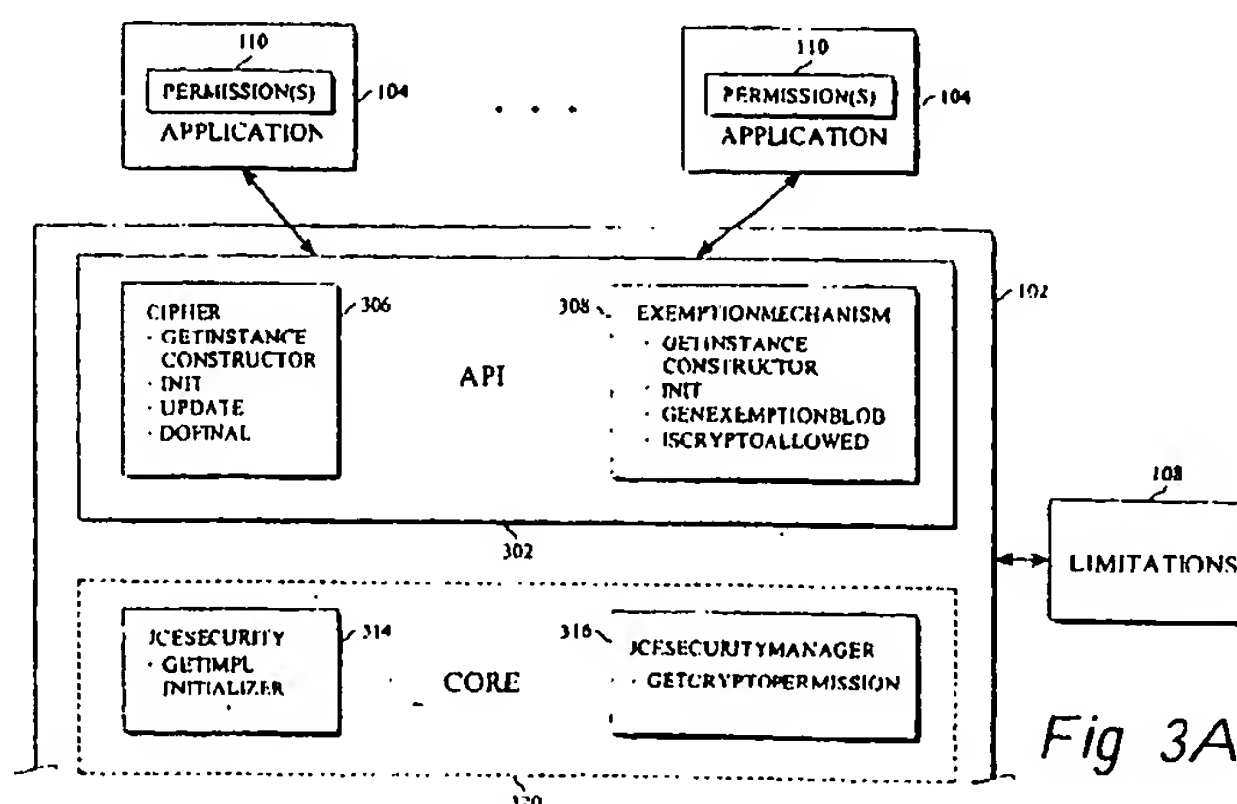 110
PERMISSION(S)
APPLICATION
104
. . .
110
PERMISSION(S)
APPLICATION
104
102
CIPHER
· GETINSTANCE
CONSTRUCTOR
· INIT
· UPDATE
· DOFINAL
306
API
308
EXEMPTIONMECHANISM
· GETINSTANCE
CONSTRUCTOR
· INIT
· GENEXEMPTIONBLOB
· ISCRYPTOALLOWED
302
108
LIMITATIONS
JCESECURITY
· GETIMPL
INITIALIZER
314
CORE
316
JCESECURITYMANAGER
· GETCRYPTOPERMISSION
Fig 3A